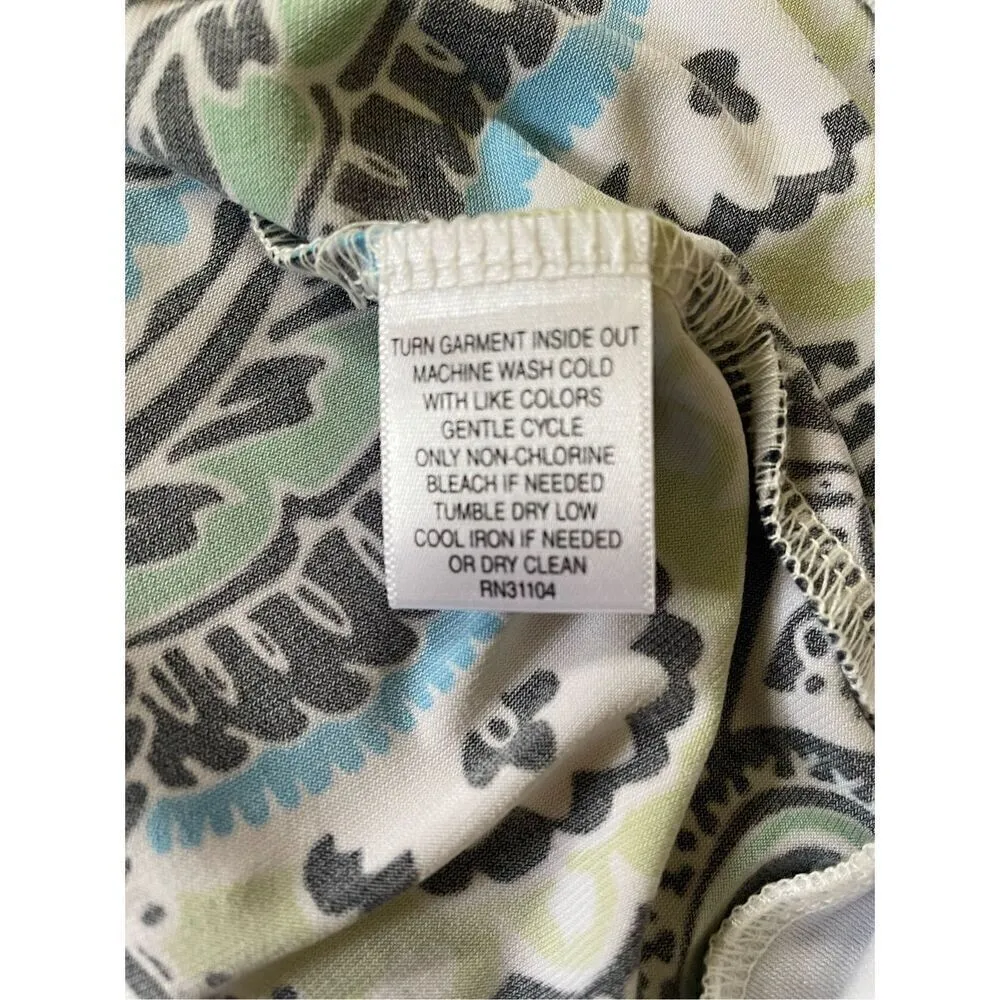 TURN GARMENT INSIDE OUT
MACHINE WASH COLD
WITH LIKE COLORS
GENTLE CYCLE
ONLY NON-CHLORINE
BLEACH IF NEEDED
TUMBLE DRY LOW
COOL IRON IF NEEDED
OR DRY CLEAN
RN31104